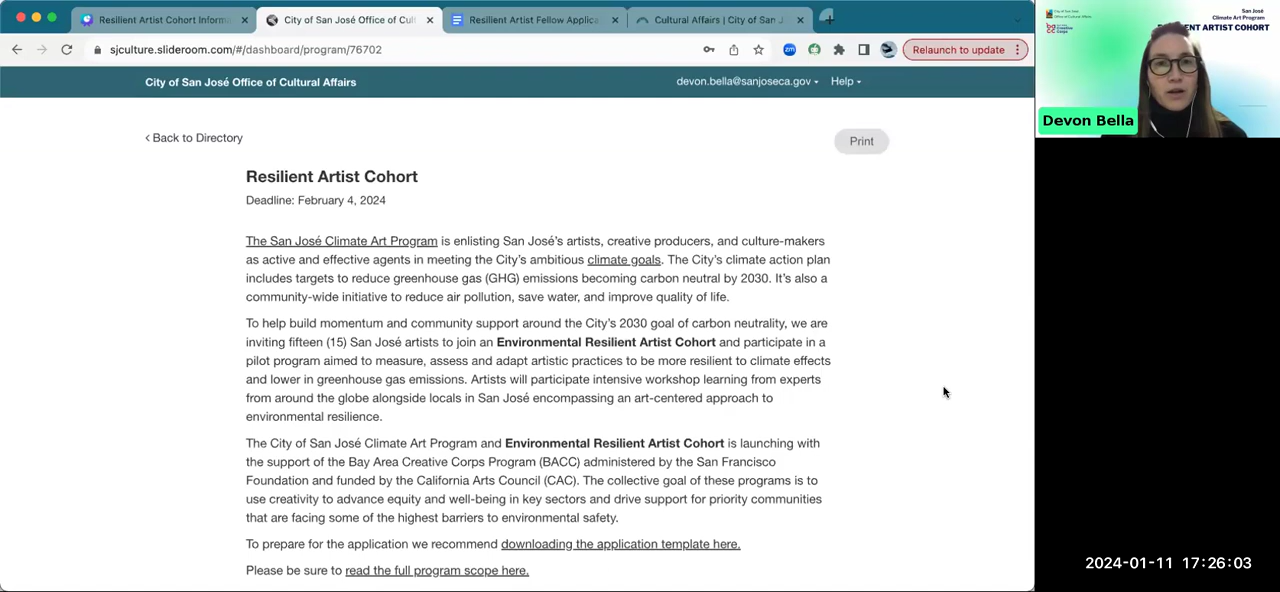 Resilient Artist Cohort Inform
City of San José Office of Cult
Resilient Artist Fellow Applica
Cultural Affairs | City of San J
sjculture.slideroom.com/#/dashboard/program/76702
Relaunch to update
City of San José Office of Cultural Affairs
devon.bella@sanjoseca.gov
Help
Back to Directory
Print
Resilient Artist Cohort
Deadline: February 4, 2024
The San José Climate Art Program is enlisting San José's artists, creative producers, and culture-makers
as active and effective agents in meeting the City's ambitious climate goals. The City's climate action plan
includes targets to reduce greenhouse gas (GHG) emissions becoming carbon neutral by 2030. It's also a
community-wide initiative to reduce air pollution, save water, and improve quality of life.
To help build momentum and community support around the City's 2030 goal of carbon neutrality, we are
inviting fifteen (15) San José artists to join an Environmental Resilient Artist Cohort and participate in a
pilot program aimed to measure, assess and adapt artistic practices to be more resilient to climate effects
and lower in greenhouse gas emissions. Artists will participate intensive workshop learning from experts
from around the globe alongside locals in San José encompassing an art-centered approach to
environmental resilience.
The City of San José Climate Art Program and Environmental Resilient Artist Cohort is launching with
the support of the Bay Area Creative Corps Program (BACC) administered by the San Francisco
Foundation and funded by the California Arts Council (CAC). The collective goal of these programs is to
use creativity to advance equity and well-being in key sectors and drive support for priority communities
that are facing some of the highest barriers to environmental safety.
To prepare for the application we recommend downloading the application template here.
Please be sure to read the full program scope here.
San José
Climate Art Program
ENT ARTIST COHORT
Devon Bella
2024-01-11 17:26:03